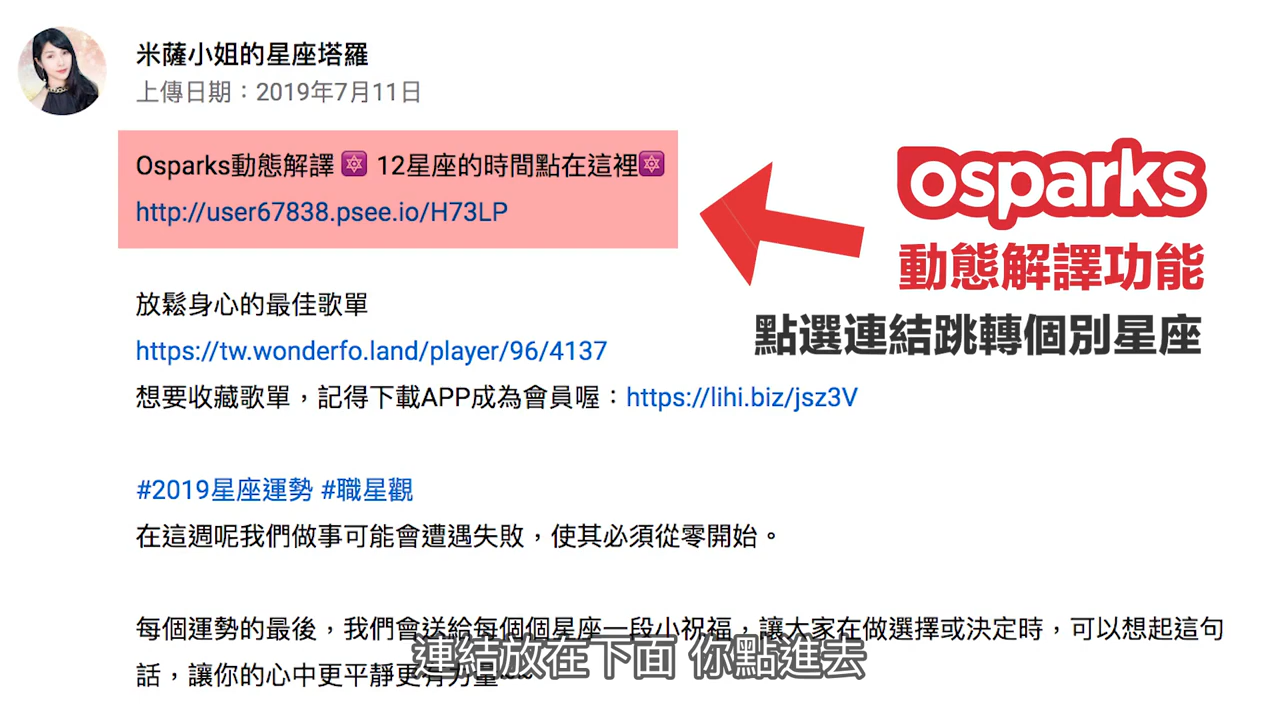 米薩小姐的星座塔羅
上傳日期：2019年7月11日
Osparks動態解譯 🔯 12星座的時間點在這裡🔯
http://user67838.psee.io/H73LP
osparks
動態解譯功能
點選連結跳轉個別星座
放鬆身心的最佳歌單
https://tw.wonderfo.land/player/96/4137
想要收藏歌單，記得下載APP成為會員喔：https://lihi.biz/jsz3V
#2019星座運勢 #職星觀
在這週呢我們做事可能會遭遇失敗，使其必須從零開始。
每個運勢的最後，我們會送給每個個星座一段小祝福，讓大家在做選擇或決定時，可以想起這句
話，讓你的心中更平靜更有力量~~
連結放在下面 你點進去